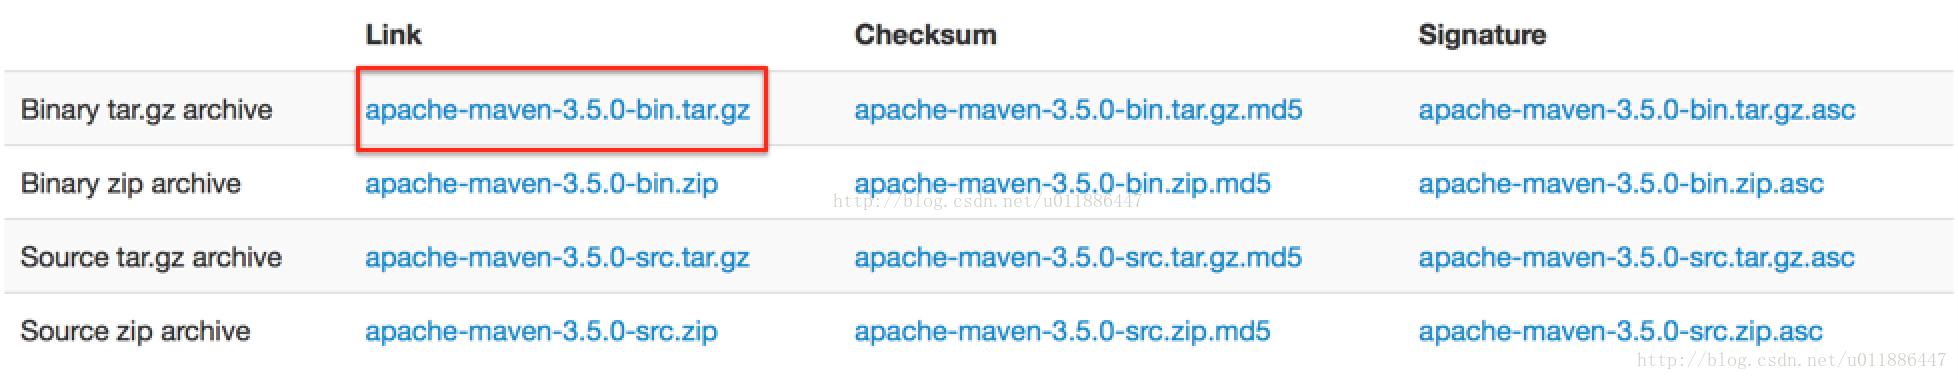 Link Checksum Signature
Binary tar.gz archive apache-maven-3.5.0-bin.tar.gz apache-maven-3.5.0-bin.tar.gz.md5 apache-maven-3.5.0-bin.tar.gz.asc
Binary zip archive apache-maven-3.5.0-bin.zip apache-maven-3.5.0-bin.zip.md5 apache-maven-3.5.0-bin.zip.asc
http://blog.csdn.net/u011886447
Source tar.gz archive apache-maven-3.5.0-src.tar.gz apache-maven-3.5.0-src.tar.gz.md5 apache-maven-3.5.0-src.tar.gz.asc
Source zip archive apache-maven-3.5.0-src.zip apache-maven-3.5.0-src.zip.md5 apache-maven-3.5.0-src.zip.asc
http://blog.csdn.net/u011886447